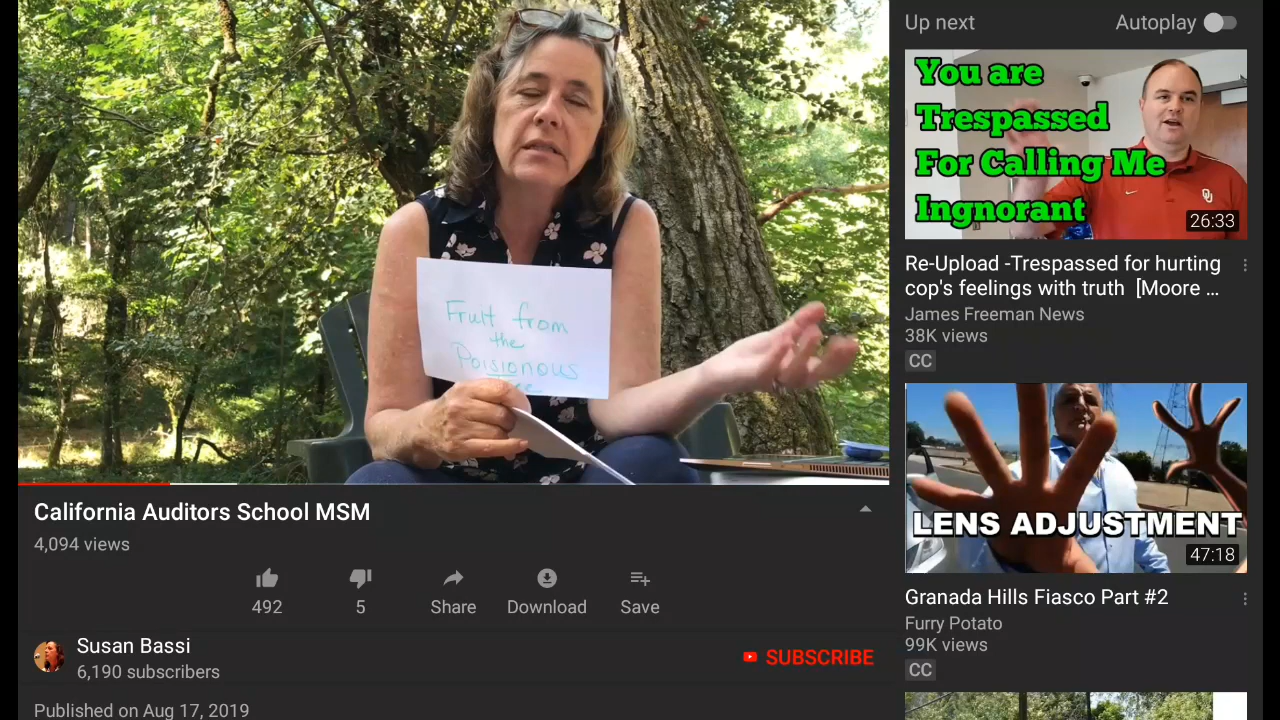 Fruit from
the
Poisionous
California Auditors School MSM
4,094 views
492
5
Share
Download
Save
Susan Bassi
6,190 subscribers
SUBSCRIBE
Published on Aug 17, 2019
Up next
Autoplay
You are
Trespassed
For Calling Me
Ingnorant
26:33
Re-Upload -Trespassed for hurting
cop's feelings with truth [Moore ...
James Freeman News
38K views
CC
LENS ADJUSTMENT
47:18
Granada Hills Fiasco Part #2
Furry Potato
99K views
CC